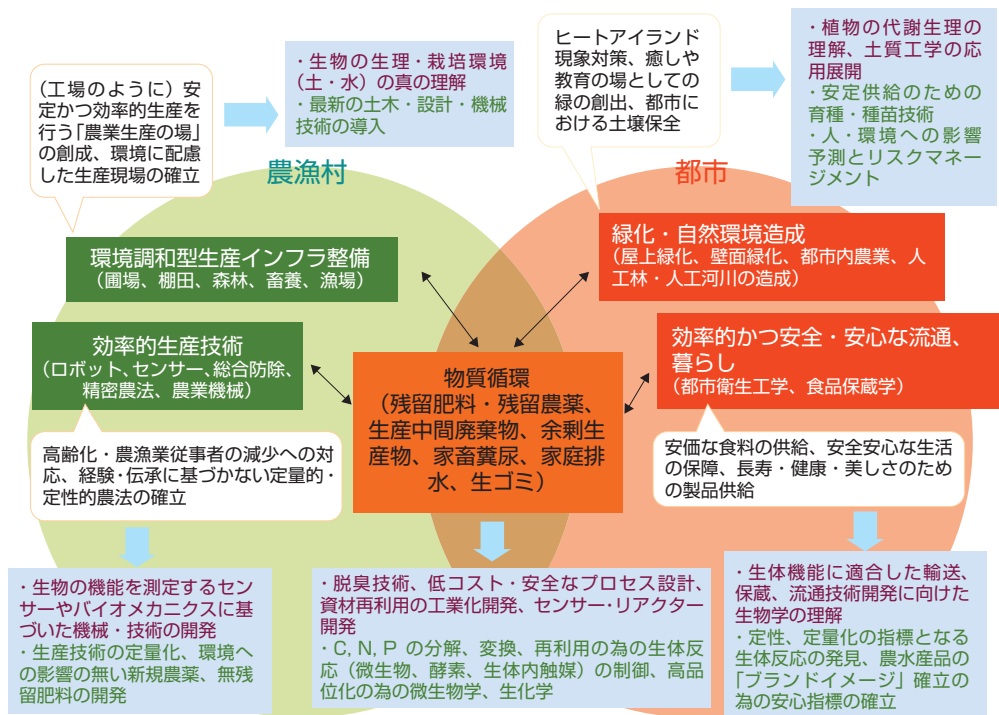 (工場のように)安
定かつ効率的生産を
行う「農業生産の場」
の創成、環境に配慮
した生産現場の確立
・生物の生理・栽培環境
(土・水)の真の理解
・最新の土木・設計・機械
技術の導入
ヒートアイランド
現象対策、癒しや
教育の場としての
緑の創出、都市に
おける土壌保全
・植物の代謝生理の
理解、土質工学の応
用展開
・安定供給のための
育種・種苗技術
・人・環境への影響
予測とリスクマネー
ジメント
農漁村
都市
環境調和型生産インフラ整備
(圃場、棚田、森林、畜養、漁場)
緑化・自然環境造成
(屋上緑化、壁面緑化、都市内農業、人
工林・人工河川の造成)
効率的生産技術
(ロボット、センサー、総合防除、
精密農法、農業機械)
物質循環
(残留肥料・残留農薬、
生産中間廃棄物、余剰生
産物、家畜糞尿、家庭排
水、生ゴミ)
効率的かつ安全・安心な流通、
暮らし
(都市衛生工学、食品保蔵学)
高齢化・農漁業従事者の減少への対
応、経験・伝承に基づかない定量的・
定性的農法の確立
安価な食料の供給、安全安心な生活
の保障、長寿・健康・美しさのため
の製品供給
・生物の機能を測定するセン
サーやバイオメカニクスに基
づいた機械・技術の開発
・生産技術の定量化、環境へ
の影響の無い新規農薬、無残
留肥料の開発
・脱臭技術、低コスト・安全なプロセス設計、
資材再利用の工業化開発、センサー・リアクター
開発
・C, N, P の分解、変換、再利用の為の生体反
応(微生物、酵素、生体内触媒)の制御、高品
位化の為の微生物学、生化学
・生体機能に適合した輸送、
保蔵、流通技術開発に向けた
生物学の理解
・定性、定量化の指標となる
生体反応の発見、農水産品の
「ブランドイメージ」確立の
為の安心指標の確立